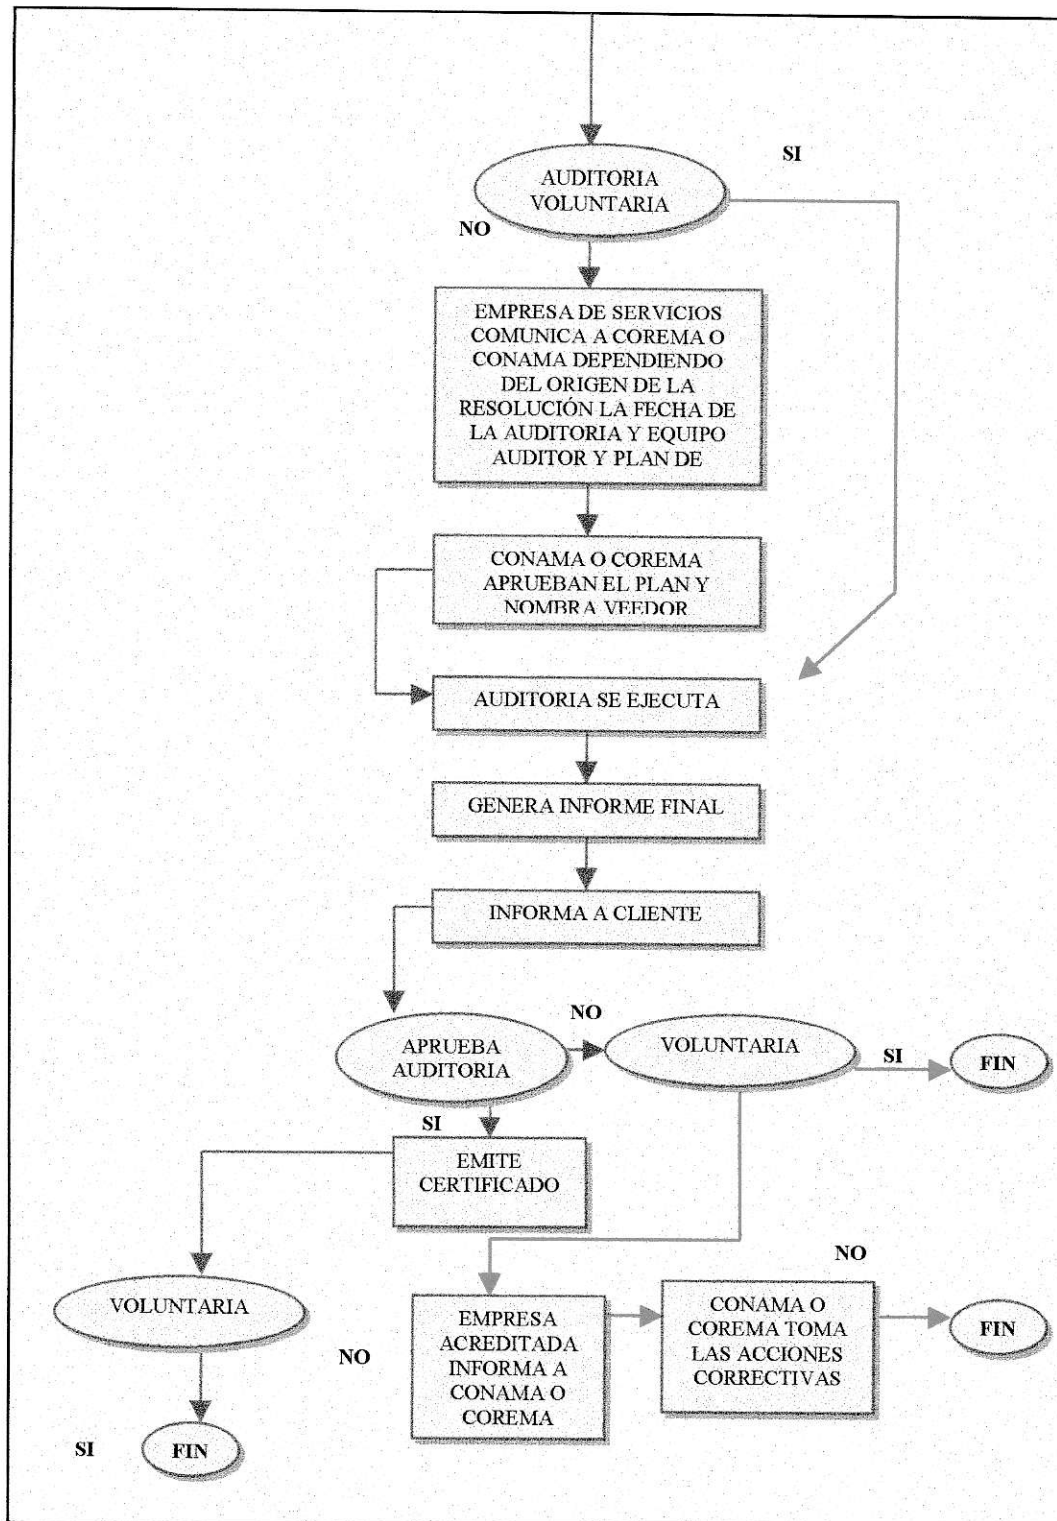 SI
AUDITORIA
VOLUNTARIA
NO
EMPRESA DE SERVICIOS
COMUNICA A COREMA O
CONAMA DEPENDIENDO
DEL ORIGEN DE LA
RESOLUCIÓN LA FECHA DE
LA AUDITORIA Y EQUIPO
AUDITOR Y PLAN DE
CONAMA O COREMA
APRUEBAN EL PLAN Y
NOMBRA VEEDOR
AUDITORIA SE EJECUTA
GENERA INFORME FINAL
INFORMA A CLIENTE
APRUEBA
AUDITORIA
NO
VOLUNTARIA
SI
FIN
SI
EMITE
CERTIFICADO
VOLUNTARIA
NO
EMPRESA
ACREDITADA
INFORMA A
CONAMA O
COREMA
NO
CONAMA O
COREMA TOMA
LAS ACCIONES
CORRECTIVAS
FIN
SI
FIN